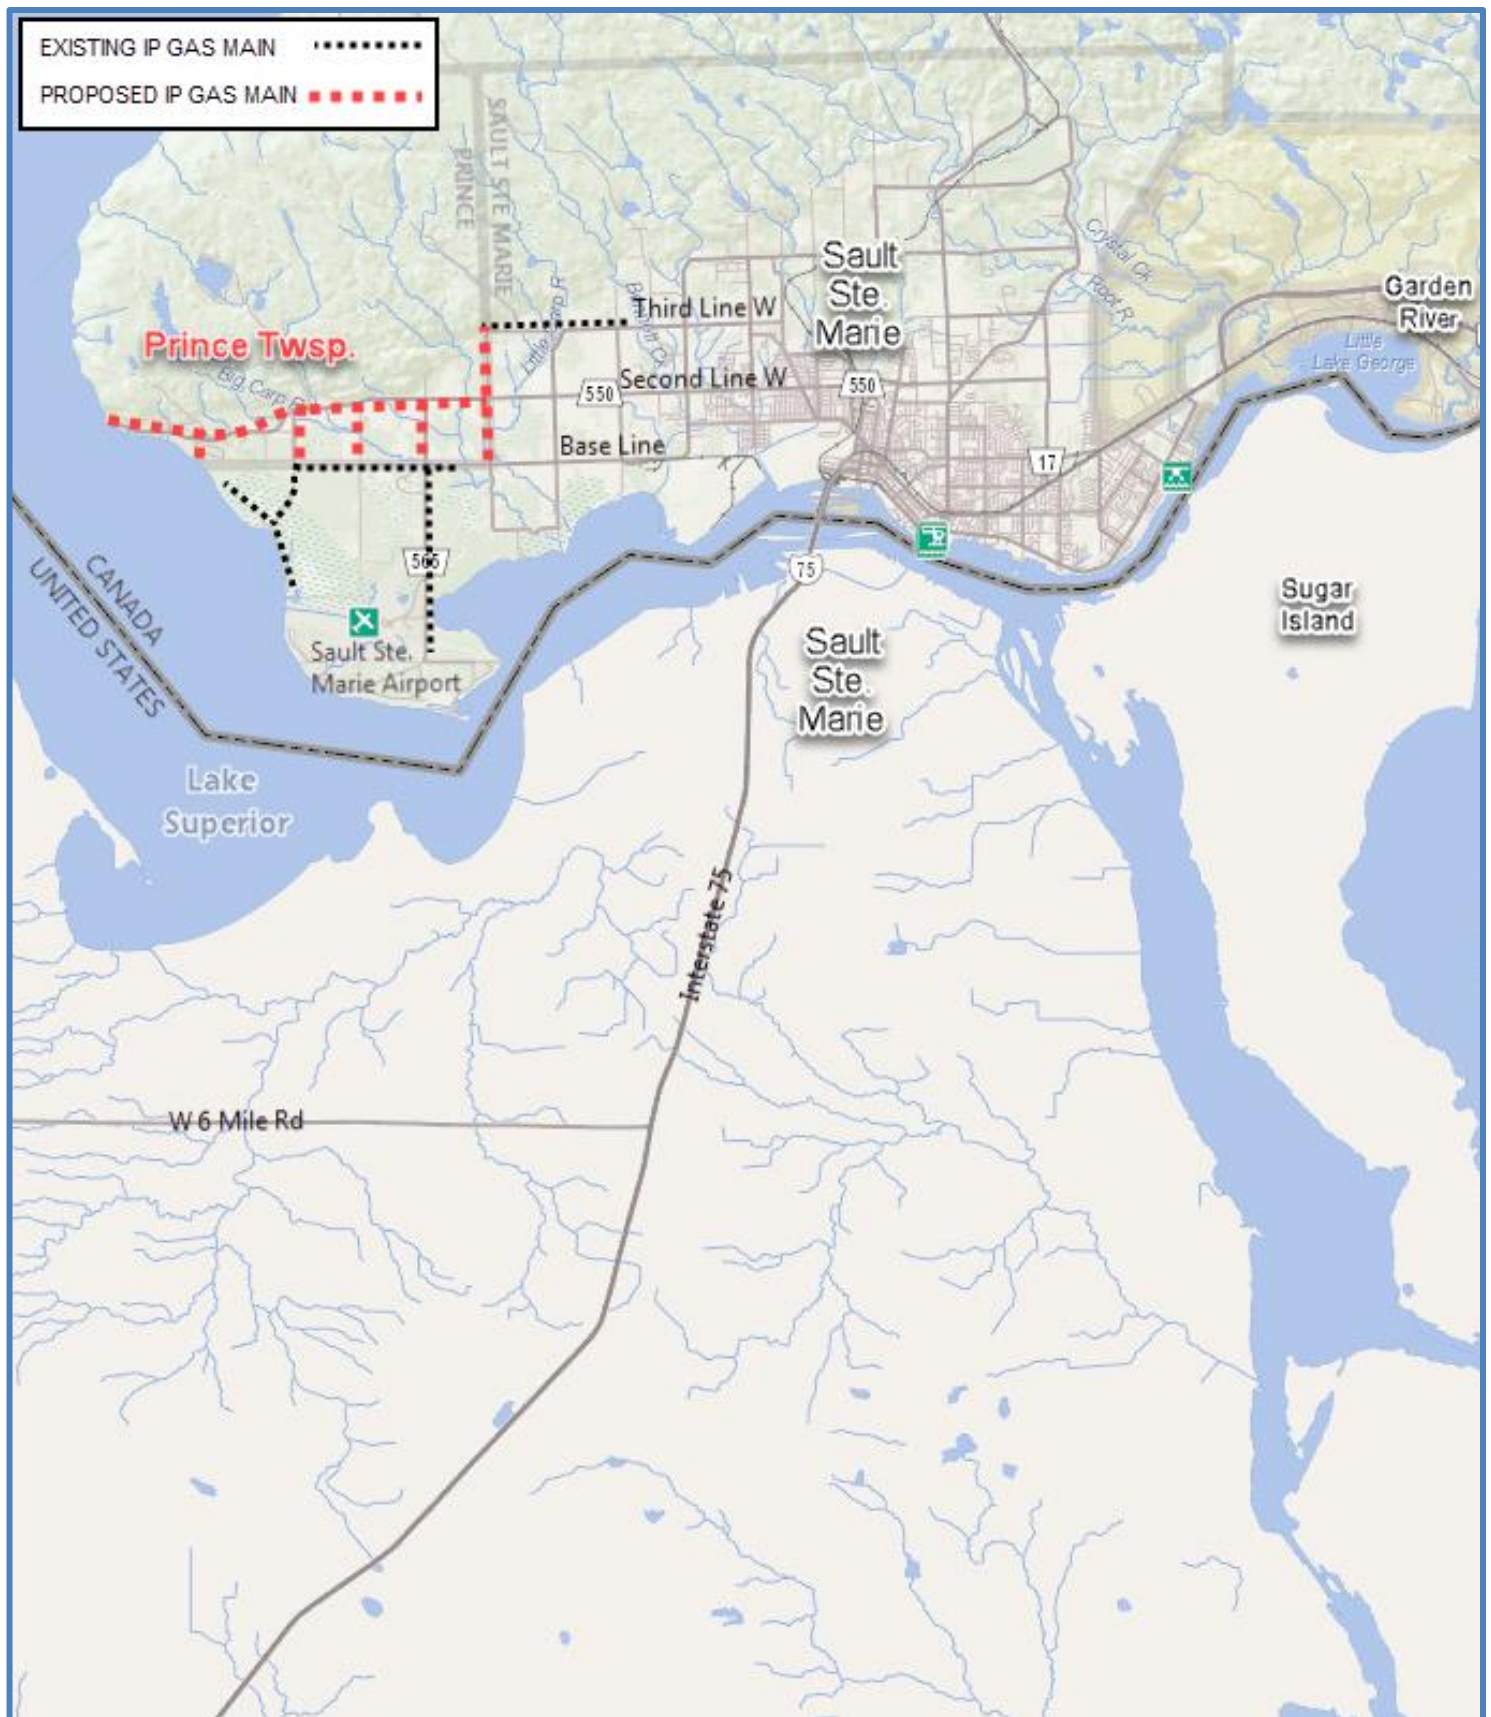 EXISTING IP GAS MAIN
PROPOSED IP GAS MAIN
SAULT STE MARIE
PRINCE
Crystal Ck
Root R
Sault
Ste.
Marie
Garden
River
Little
Lake George
Third Line W
Prince Twsp.
Big Carp R
Second Line W
550
550
Base Line
17
CANADA
UNITED STATES
565
75
Sugar
Island
Sault Ste.
Marie Airport
Sault
Ste.
Marie
Lake
Superior
Interstate 75
W 6 Mile Rd